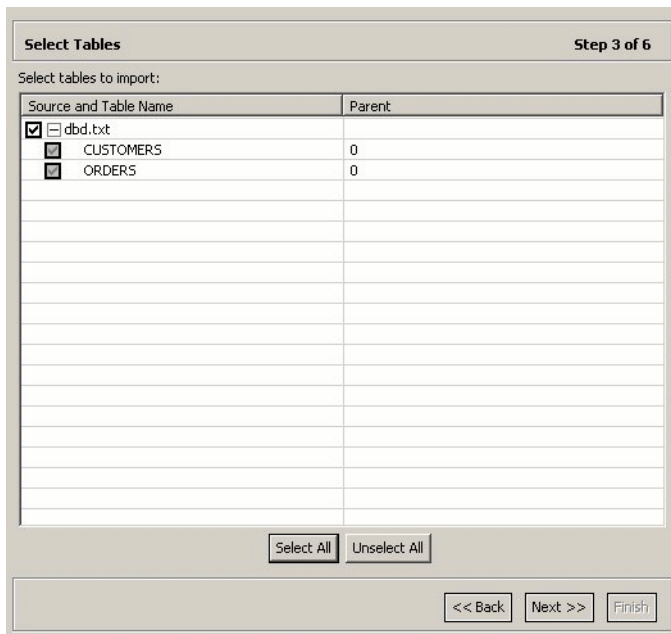 Select Tables Step 3 of 6
Select tables to import:
Source and Table Name Parent
dbd.txt
CUSTOMERS 0
ORDERS 0
Select All Unselect All
<< Back Next >> Finish